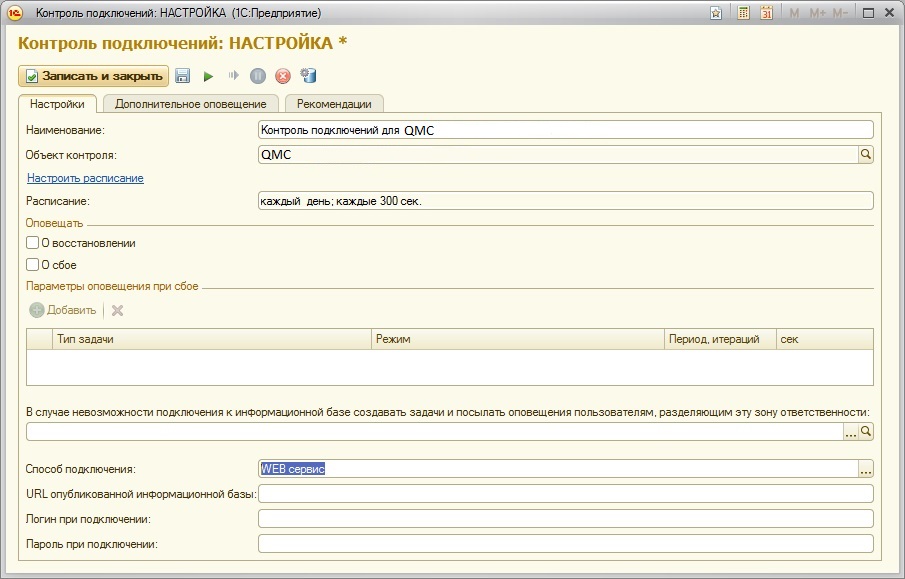 Контроль подключений: НАСТРОЙКА (1С:Предприятие)
M M+ M-
Контроль подключений: НАСТРОЙКА *
Записать и закрыть
Настройки Дополнительное оповещение Рекомендации
Наименование: Контроль подключений для QMC
Объект контроля: QMC
Настроить расписание
Расписание: каждый день; каждые 300 сек.
Оповещать
О восстановлении
О сбое
Параметры оповещения при сбое
Добавить
Тип задачи Режим Период, итераций сек
В случае невозможности подключения к информационной базе создавать задачи и посылать оповещения пользователям, разделяющим эту зону ответственности:
Способ подключения: WEB сервис
URL опубликованной информационной базы:
Логин при подключении:
Пароль при подключении: